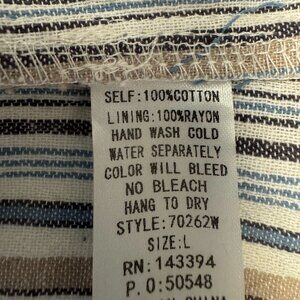 SELF:100%COTTON
LINING:100%RAYON
HAND WASH COLD
WATER SEPARATELY
COLOR WILL BLEED
NO BLEACH
HANG TO DRY
STYLE:70262W
SIZE:L
RN:143394
P.O:50548